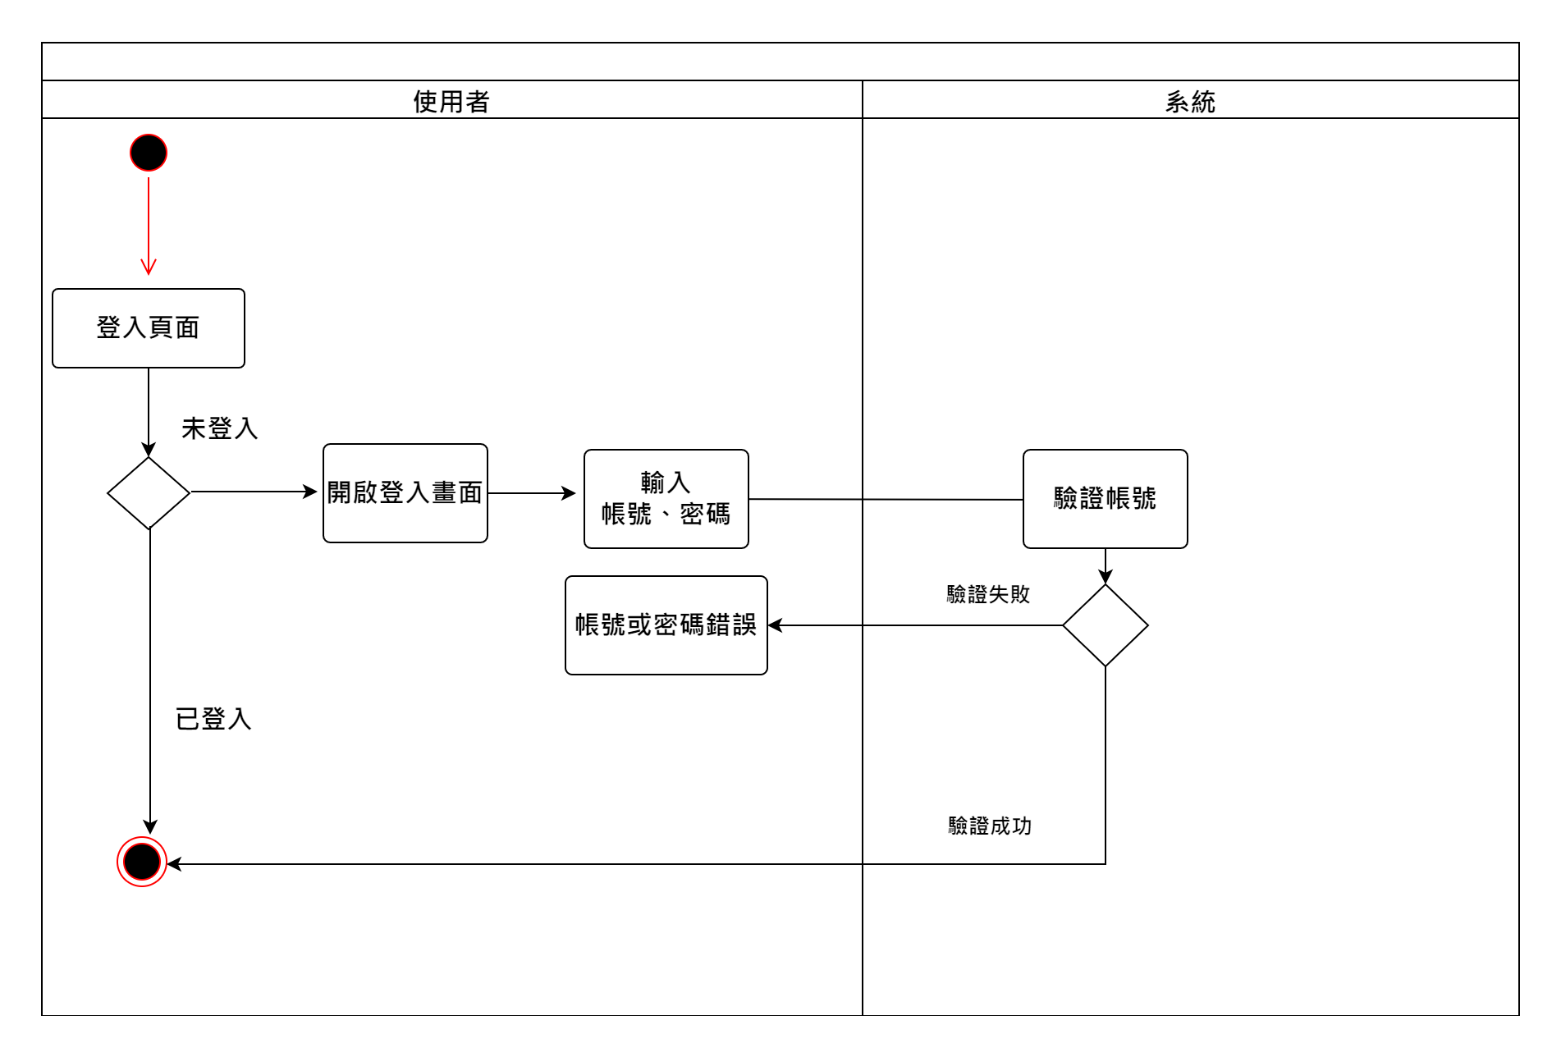 使用者
系統
登入頁面
未登入
開啟登入畫面
輸入
帳號、密碼
驗證帳號
驗證失敗
帳號或密碼錯誤
已登入
驗證成功